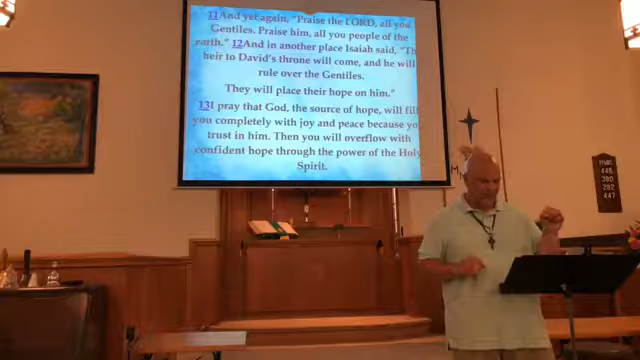 11And yet again, "Praise the LORD, all you
Gentiles. Praise him, all you people of the
earth." 12And in another place Isaiah said, "Th
heir to David's throne will come, and he will
rule over the Gentiles.
They will place their hope on him."
13I pray that God, the source of hope, will fill
you completely with joy and peace because yo
trust in him. Then you will overflow with
confident hope through the power of the Holy
Spirit.
HYMNS
446
380
282
447